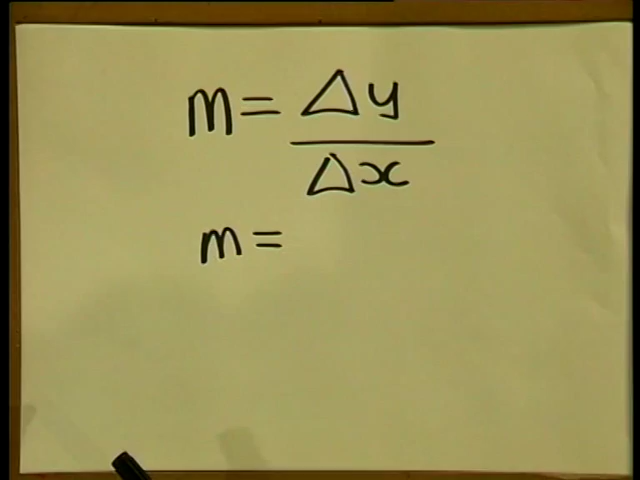 m = Δy
Δx
m =